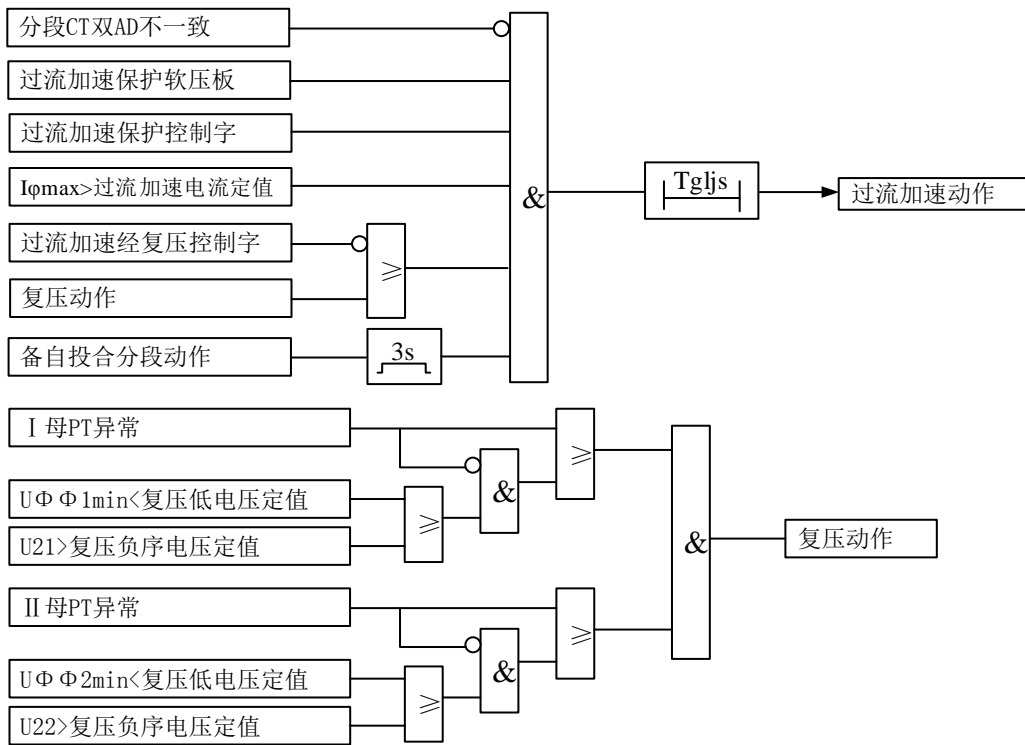 分段CT双AD不一致
过流加速保护软压板
过流加速保护控制字
Iφmax>过流加速电流定值
&
Tgljs
过流加速动作
过流加速经复压控制字
≥
复压动作
备自投合分段动作
3s
Ⅰ母PT异常
≥
&
UΦΦ1min<复压低电压定值
≥
U21>复压负序电压定值
&
复压动作
Ⅱ母PT异常
≥
&
UΦΦ2min<复压低电压定值
≥
U22>复压负序电压定值